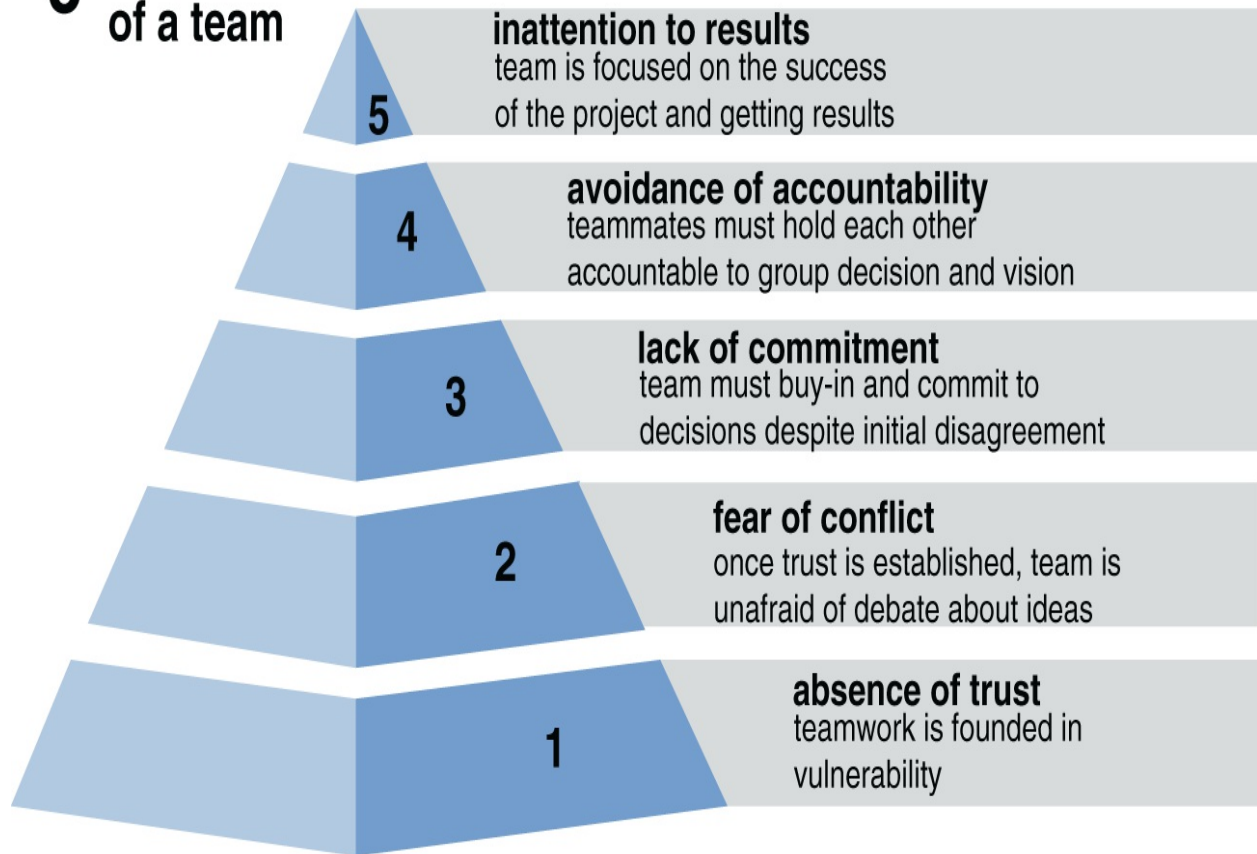 of a team
inattention to results
team is focused on the success
of the project and getting results
5
avoidance of accountability
teammates must hold each other
accountable to group decision and vision
4
lack of commitment
team must buy-in and commit to
decisions despite initial disagreement
3
fear of conflict
once trust is established, team is
unafraid of debate about ideas
2
absence of trust
teamwork is founded in
vulnerability
1